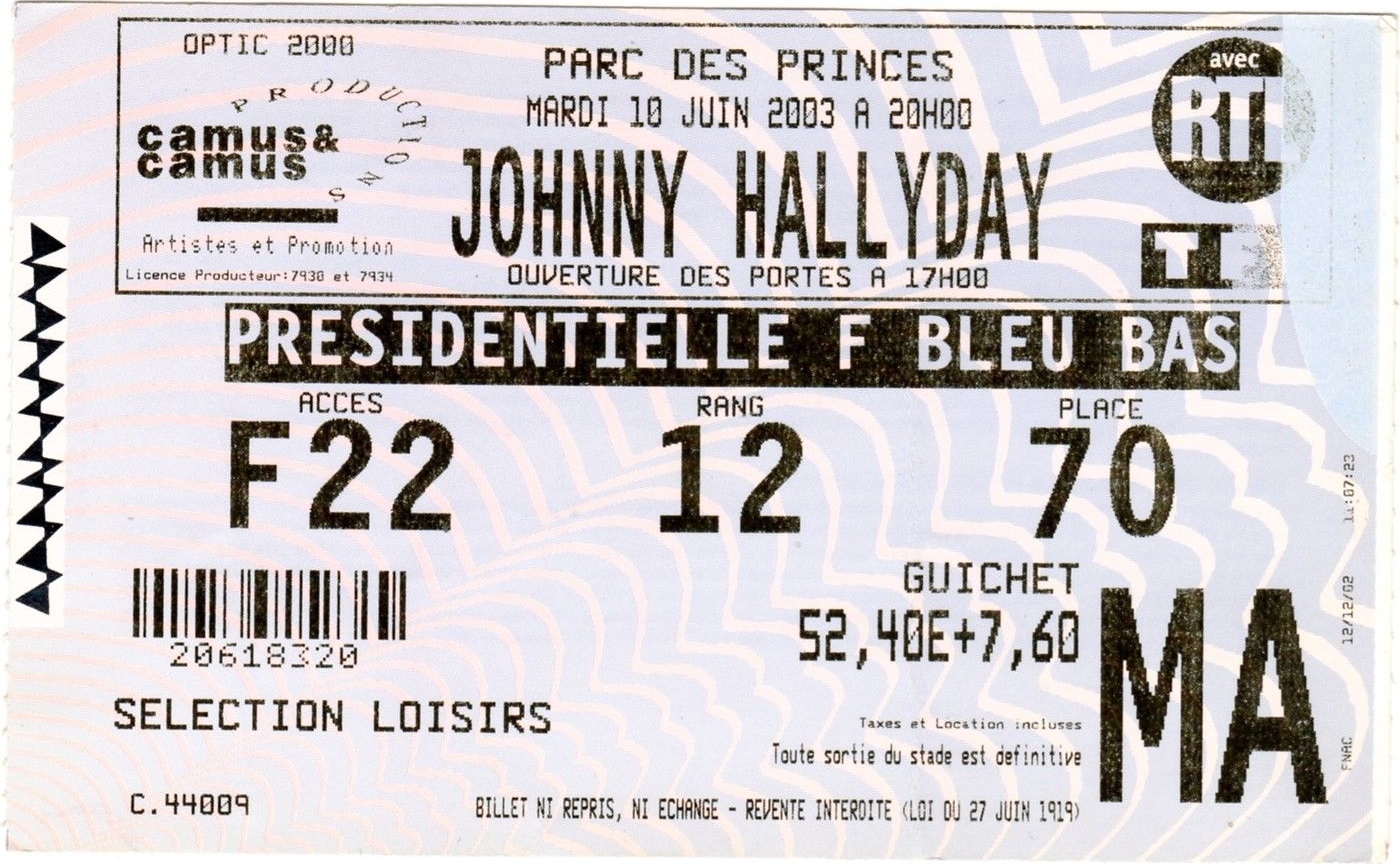 OPTIC 2000
PRODUCTIONS
camus&
camus
Artistes et Promotion
Licence Producteur:7930 et 7934
PARC DES PRINCES
MARDI 10 JUIN 2003 A 20H00
JOHNNY HALLYDAY
OUVERTURE DES PORTES A 17H00
avec
RTL
PRESIDENTIELLE F BLEU BAS
ACCES RANG PLACE
F22 12 70
20618320
SELECTION LOISIRS
C.44009
GUICHET
52,40E+7,60
MA
Taxes et Location incluses
Toute sortie du stade est definitive
BILLET NI REPRIS, NI ECHANGE - REVENTE INTERDITE (LOI DU 27 JUIN 1919)
FNAC 12/12/02 11:07:23